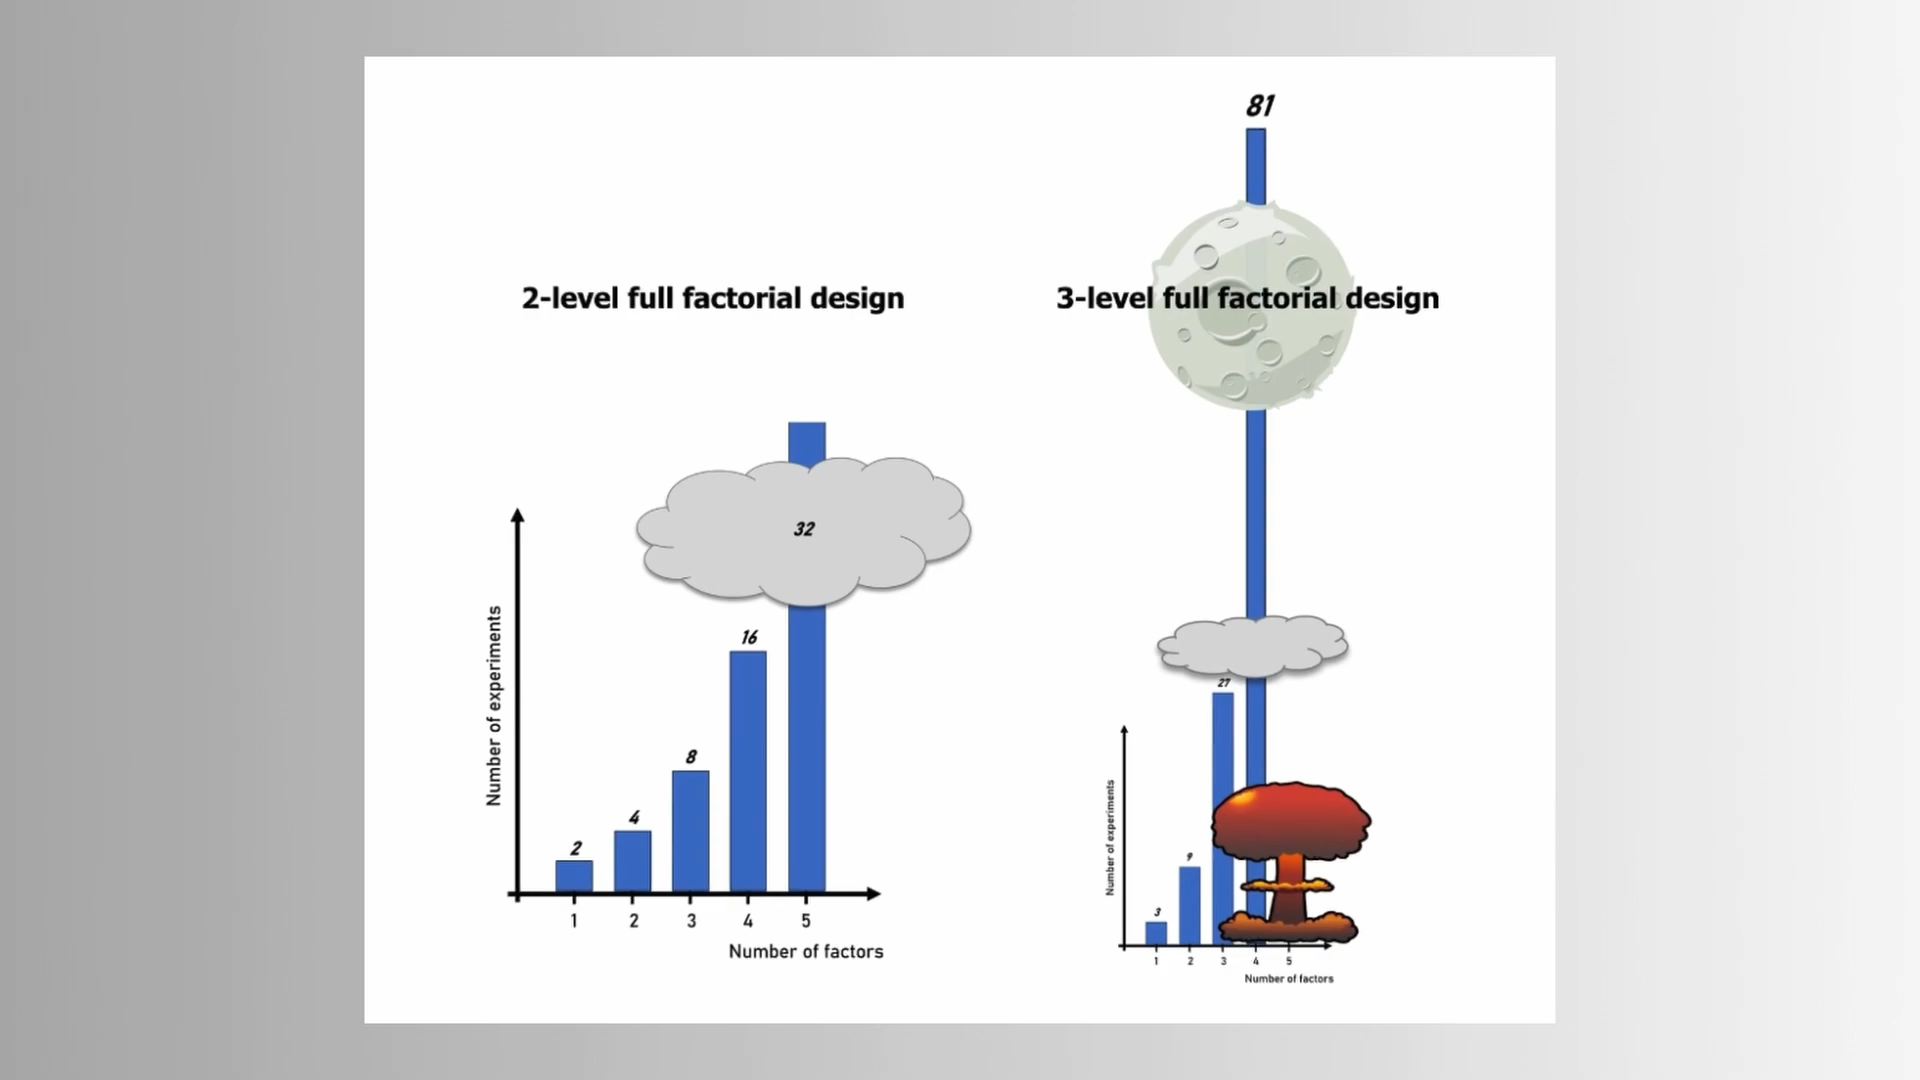 81
2-level full factorial design
3-level full factorial design
32
16
8
4
2
Number of experiments
1 2 3 4 5
Number of factors
27
9
3
Number of experiments
1 2 3 4 5
Number of factors